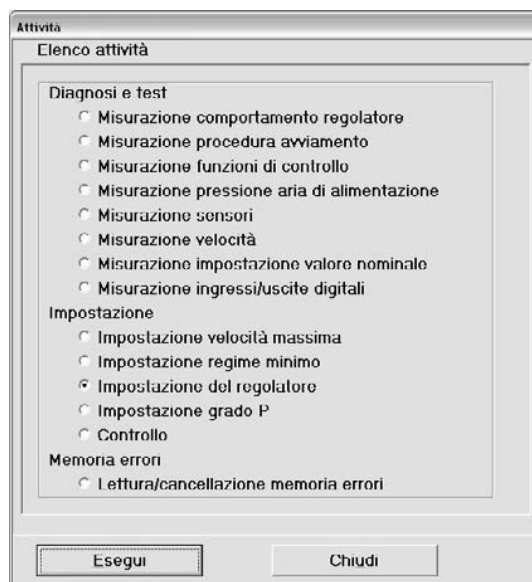 Attività
Elenco attività
Diagnosi e test
Misurazione comportamento regolatore
Misurazione procedura avviamento
Misurazione funzioni di controllo
Misurazione pressione aria di alimentazione
Misurazione sensori
Misurazione velocità
Misurazione impostazione valore nominale
Misurazione ingressi/uscite digitali
Impostazione
Impostazione velocità massima
Impostazione regime minimo
Impostazione del regolatore
Impostazione grado P
Controllo
Memoria errori
Lettura/cancellazione memoria errori
Esegui
Chiudi